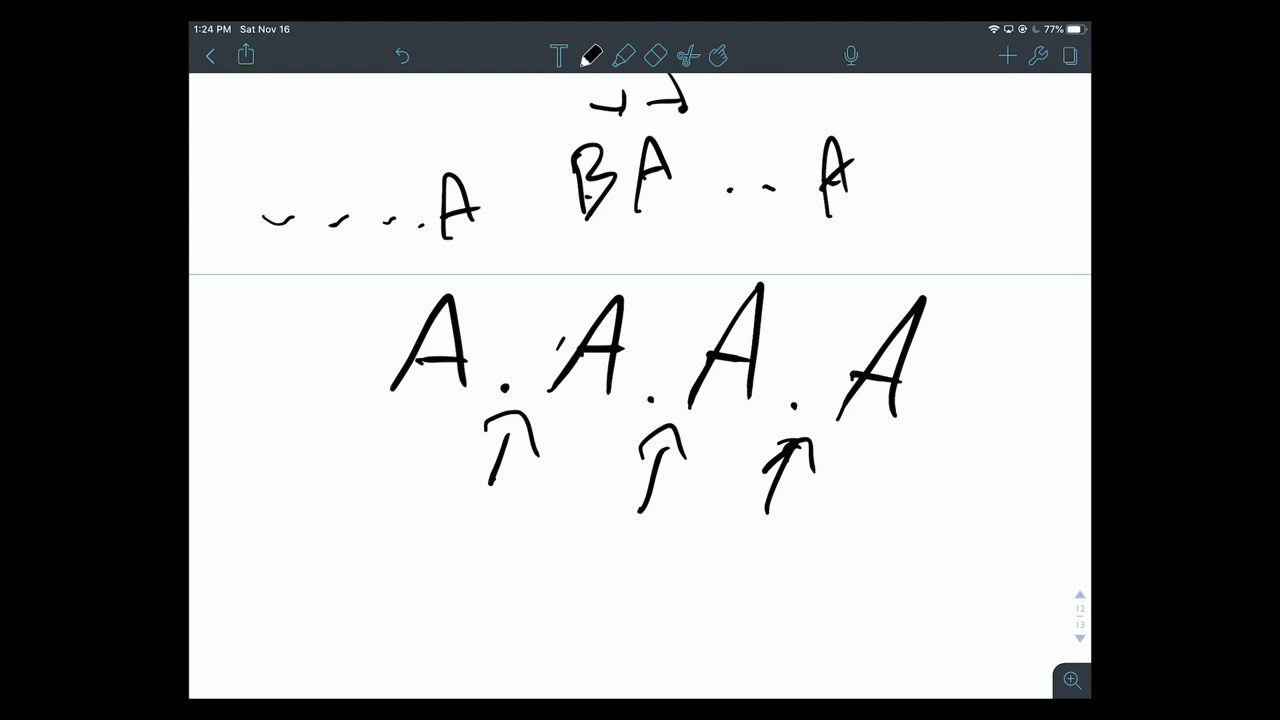 1:24 PM Sat Nov 16 77%
T
BA .. A
.... A
A . A . A . A
12
13